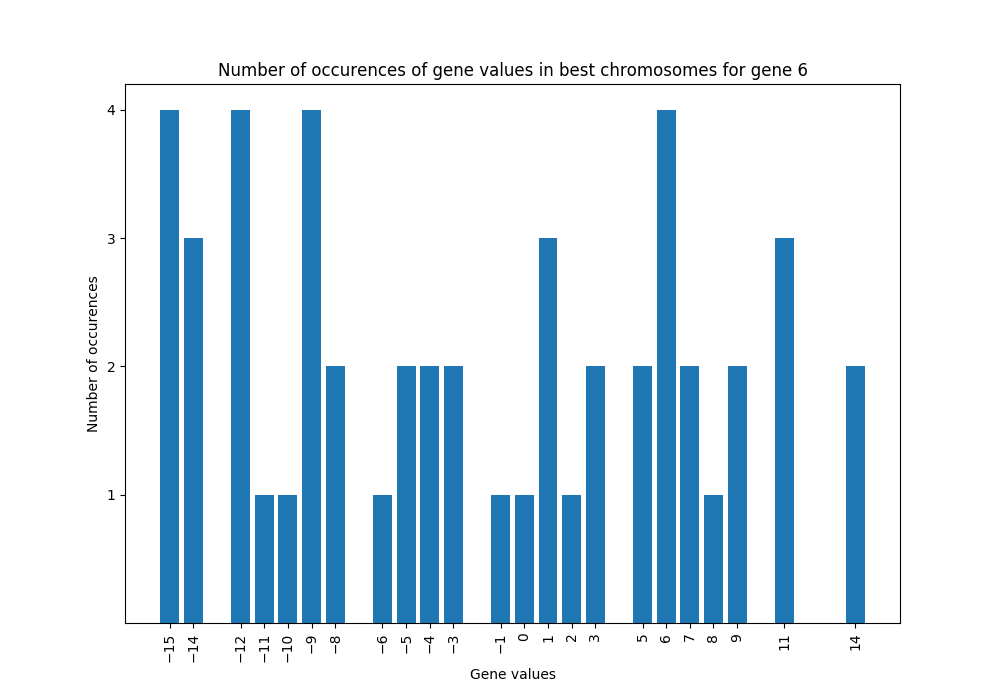 Number of occurences of gene values in best chromosomes for gene 6
Number of occurences
4
3
2
1
−15 −14 −12 −11 −10 −9 −8 −6 −5 −4 −3 −1 0 1 2 3 5 6 7 8 9 11 14
Gene values